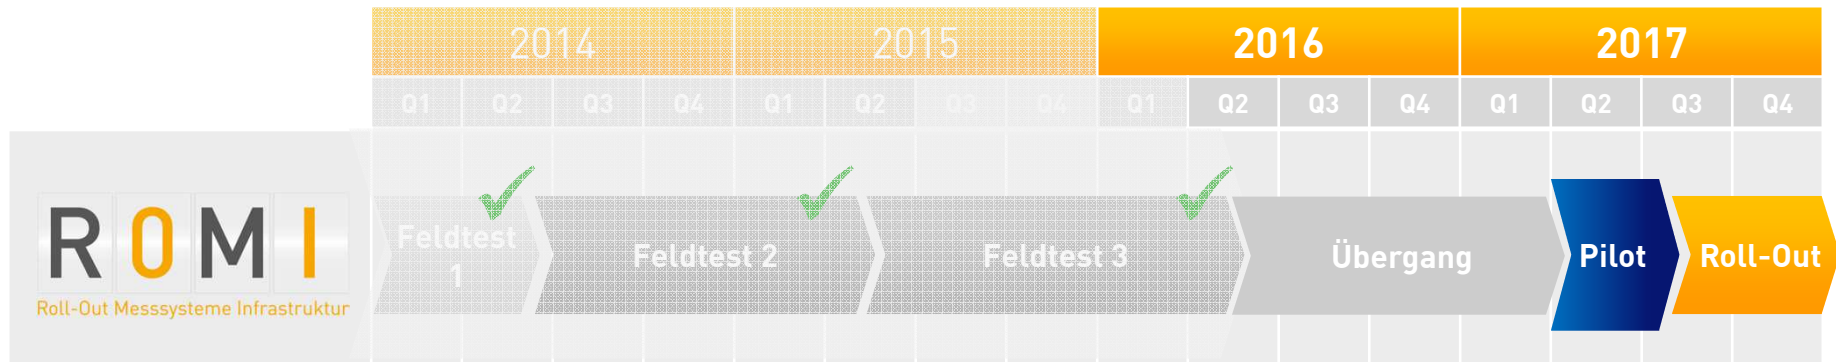 2014 2015 2016 2017
Q1 Q2 Q3 Q4 Q1 Q2 Q3 Q4 Q1 Q2 Q3 Q4 Q1 Q2 Q3 Q4
ROMI
Roll-Out Messsysteme Infrastruktur
Feldtest
1
Feldtest 2
Feldtest 3
Übergang
Pilot
Roll-Out